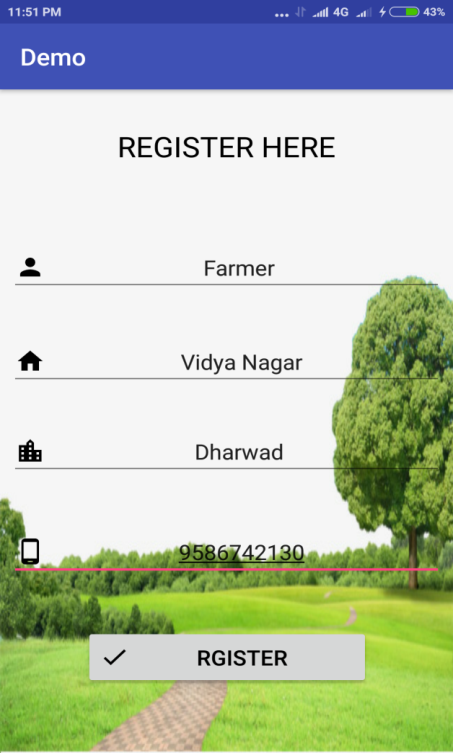 11:51 PM ... 4G 43%
Demo
REGISTER HERE
Farmer
Vidya Nagar
Dharwad
9586742130
RGISTER